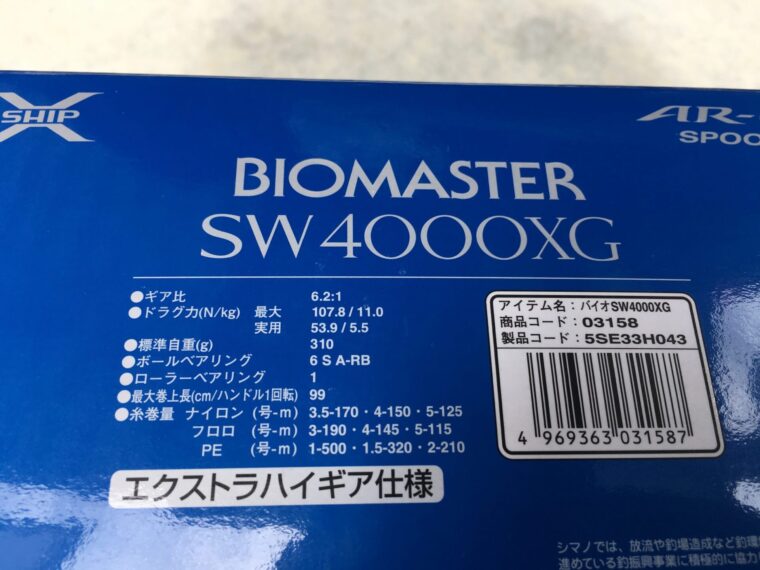 X SHIP
AR-
SPOO
BIOMASTER
SW4000XG
●ギア比 6.2:1
●ドラグ力(N/kg) 最大 107.8/11.0
実用 53.9/5.5
●標準自重(g) 310
●ボールベアリング 6 S A-RB
●ローラーベアリング 1
●最大巻上長(cm/ハンドル1回転) 99
●糸巻量 ナイロン (号-m) 3.5-170・4-150・5-125
フロロ (号-m) 3-190・4-145・5-115
PE (号-m) 1-500・1.5-320・2-210
エクストラハイギア仕様
アイテム名:バイオSW4000XG
商品コード:03158
製品コード:5SE33H043
4 969363 031587
シマノでは、放流や釣場造成など釣環
進めている釣振興事業に積極的に協力